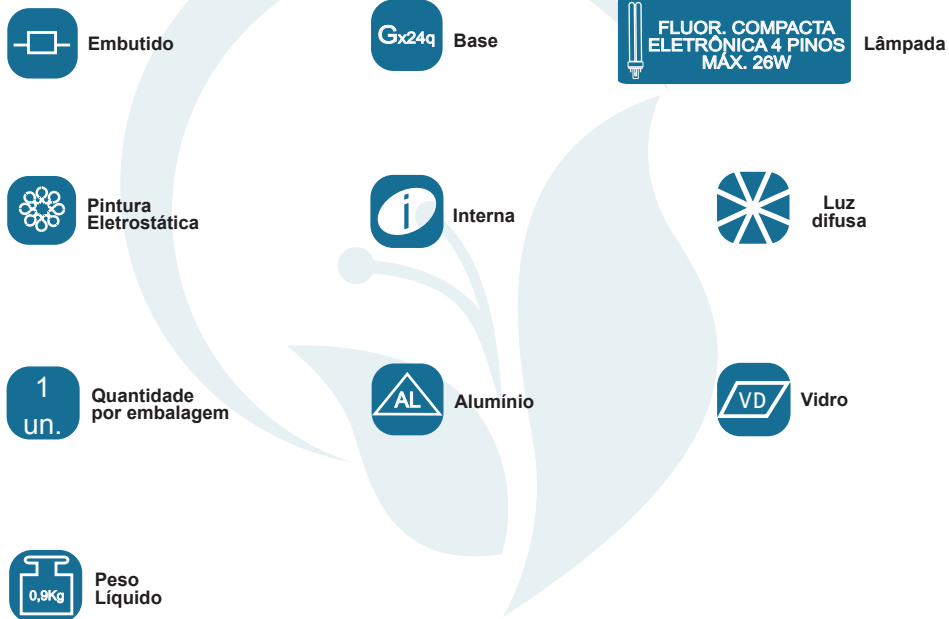 Embutido
Gx24q
Base
FLUOR. COMPACTA
ELETRÔNICA 4 PINOS
MÁX. 26W
Lâmpada
Pintura
Eletrostática
i
Interna
Luz
difusa
1
un.
Quantidade
por embalagem
AL
Alumínio
VD
Vidro
0,9Kg
Peso
Líquido